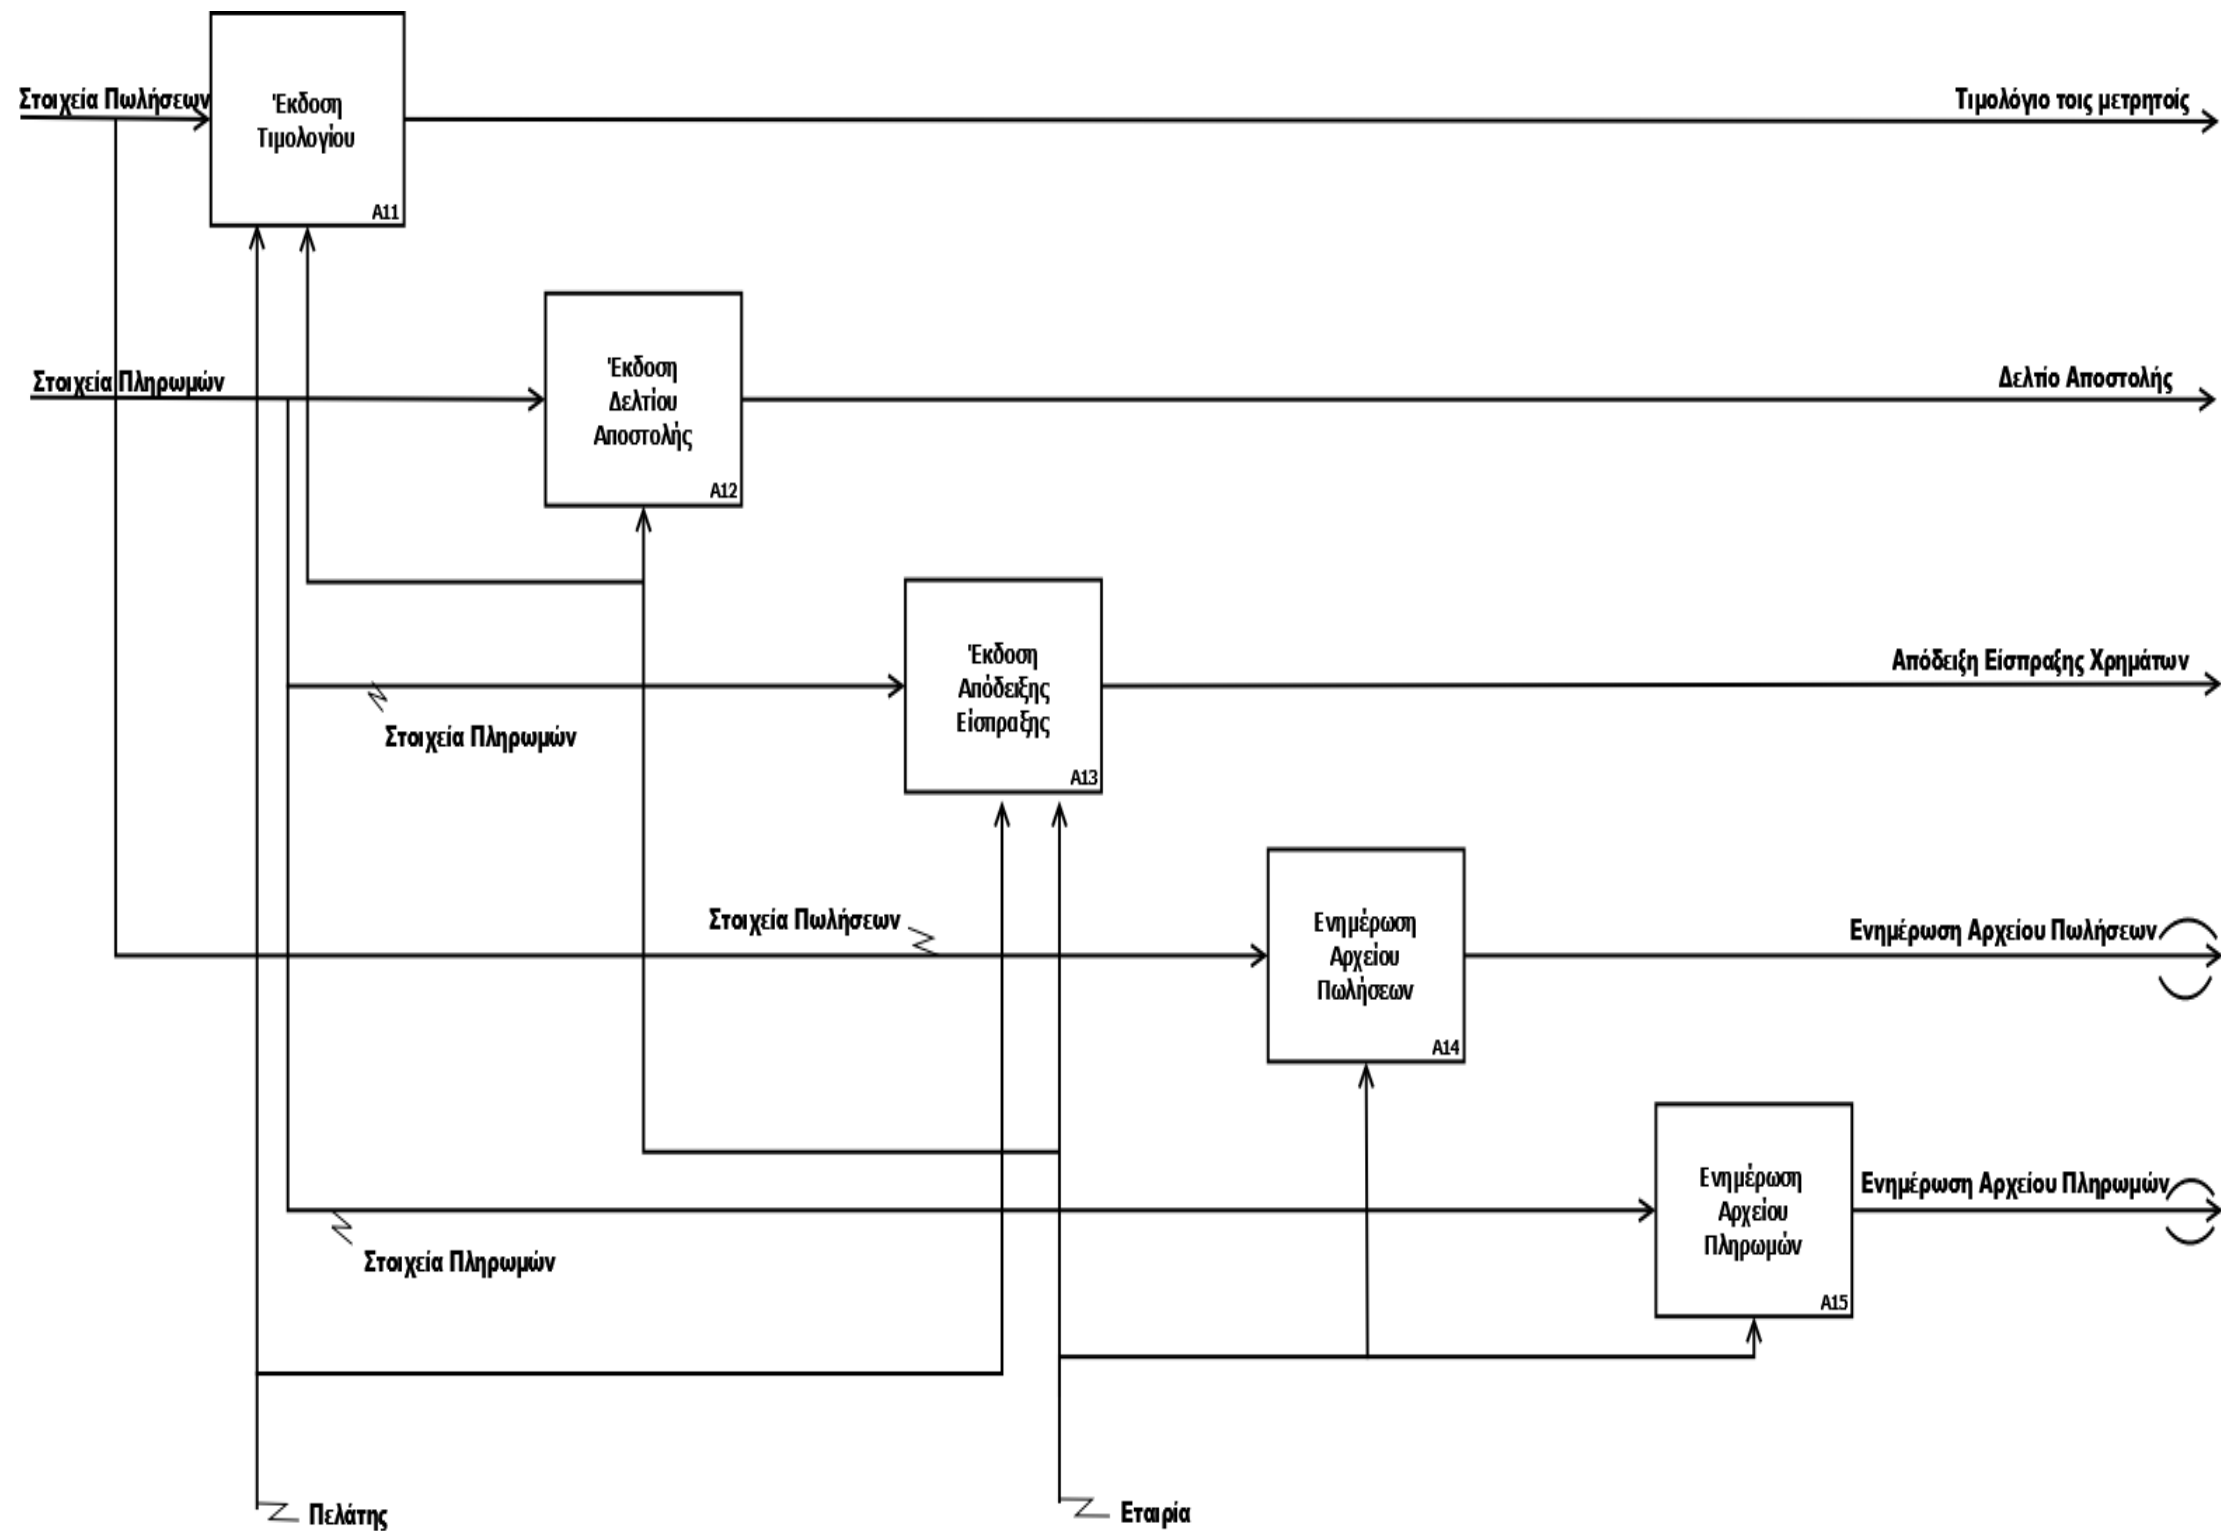 Στοιχεία Πωλήσεων
Έκδοση
Τιμολογίου
A11
Τιμολόγιο τοις μετρητοίς
Στοιχεία Πληρωμών
Έκδοση
Δελτίου
Αποστολής
A12
Δελτίο Αποστολής
Στοιχεία Πληρωμών
Έκδοση
Απόδειξης
Είσπραξης
A13
Απόδειξη Είσπραξης Χρημάτων
Στοιχεία Πωλήσεων
Ενημέρωση
Αρχείου
Πωλήσεων
A14
Ενημέρωση Αρχείου Πωλήσεων
Στοιχεία Πληρωμών
Ενημέρωση
Αρχείου
Πληρωμών
A15
Ενημέρωση Αρχείου Πληρωμών
Πελάτης
Εταιρία